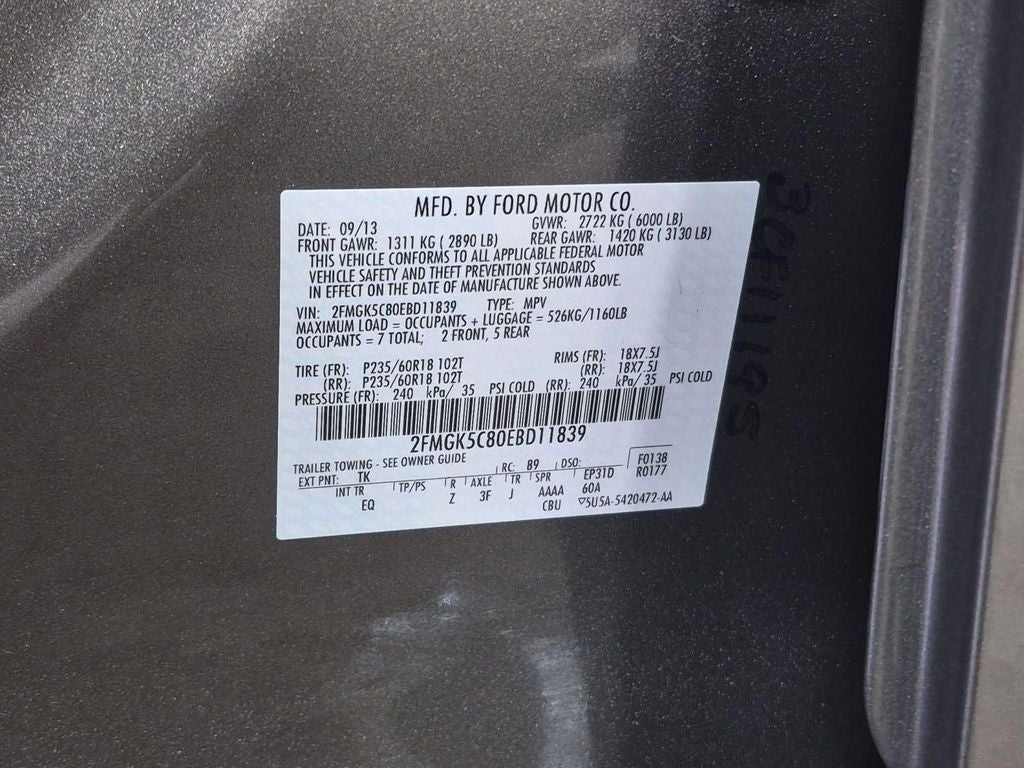 MFD. BY FORD MOTOR CO.
DATE: 09/13 GVWR: 2722 KG ( 6000 LB)
FRONT GAWR: 1311 KG ( 2890 LB) REAR GAWR: 1420 KG ( 3130 LB)
THIS VEHICLE CONFORMS TO ALL APPLICABLE FEDERAL MOTOR
VEHICLE SAFETY AND THEFT PREVENTION STANDARDS
IN EFFECT ON THE DATE OF MANUFACTURE SHOWN ABOVE.
VIN: 2FMGK5C80EBD11839 TYPE: MPV
MAXIMUM LOAD = OCCUPANTS + LUGGAGE = 526KG/1160LB
OCCUPANTS = 7 TOTAL; 2 FRONT, 5 REAR
TIRE (FR): P235/60R18 102T RIMS (FR): 18X7.5J
(RR): P235/60R18 102T (RR): 18X7.5J
PRESSURE (FR): 240 kPa/ 35 PSI COLD (RR): 240 kPa/ 35 PSI COLD
2FMGK5C80EBD11839
TRAILER TOWING - SEE OWNER GUIDE
EXT PNT: TK RC: 89 DSO: F0138
INT TR TP/PS R AXLE TR SPR EP31D R0177
EQ Z 3F J AAAA 60A
CBU ▽5U5A-5420472-AA